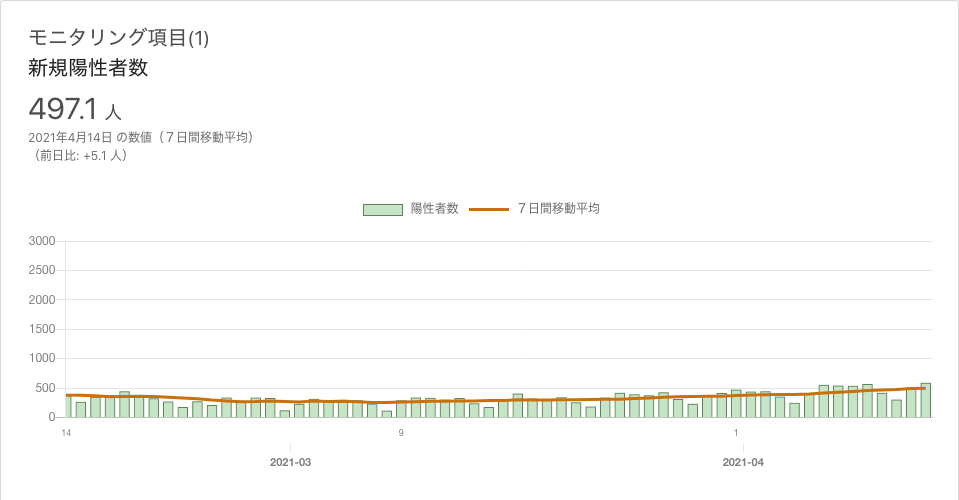 モニタリング項目(1)
新規陽性者数
497.1 人
2021年4月14日 の数値（７日間移動平均）
（前日比: +5.1 人）
陽性者数 ７日間移動平均
3000
2500
2000
1500
1000
500
0
14 9 1
2021-03 2021-04